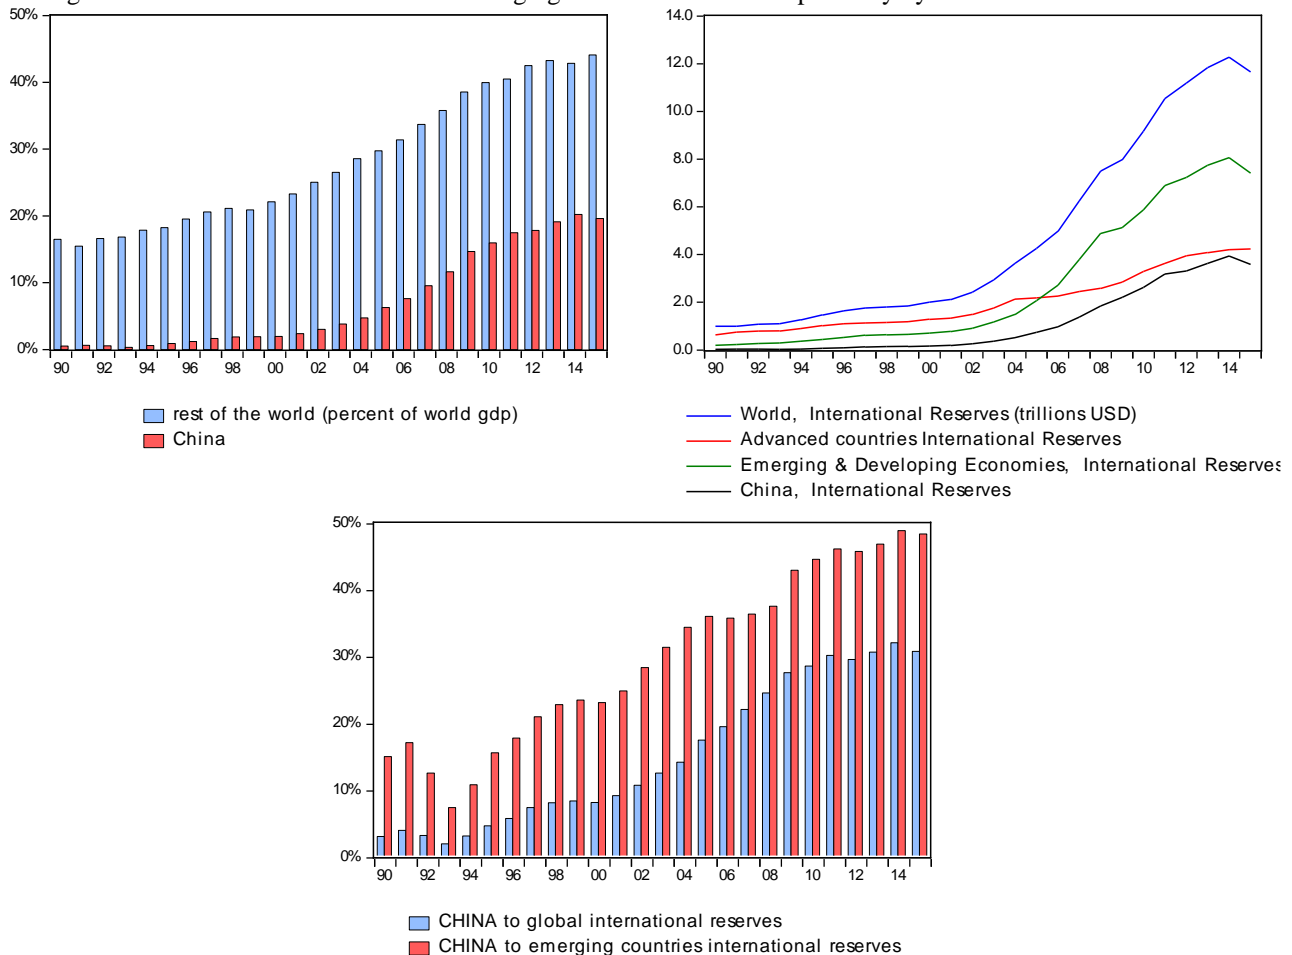 50%
40%
30%
20%
10%
0%
90 92 94 96 98 00 02 04 06 08 10 12 14
rest of the world (percent of world gdp)
China
14.0
12.0
10.0
8.0
6.0
4.0
2.0
0.0
90 92 94 96 98 00 02 04 06 08 10 12 14
World, International Reserves (trillions USD)
Advanced countries International Reserves
Emerging & Developing Economies, International Reserves
China, International Reserves
50%
40%
30%
20%
10%
0%
90 92 94 96 98 00 02 04 06 08 10 12 14
CHINA to global international reserves
CHINA to emerging countries international reserves